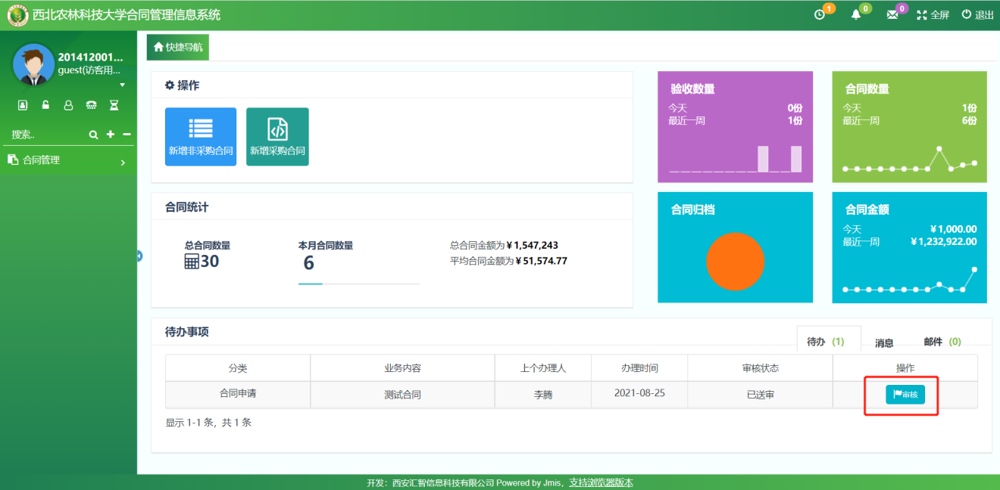 西北农林科技大学合同管理信息系统
1
0
0
全屏
退出
201412001...
guest(访客用...
搜索..
合同管理
快捷导航
操作
新增非采购合同
新增采购合同
验收数量
今天 0份
最近一周 1份
合同数量
今天 1份
最近一周 6份
合同统计
总合同数量
30
本月合同数量
6
总合同金额为¥1,547,243
平均合同金额为¥51,574.77
合同归档
合同金额
今天 ¥1,000.00
最近一周 ¥1,232,922.00
待办事项
待办 (1) 消息 邮件 (0)
分类 业务内容 上个办理人 办理时间 审核状态 操作
合同申请 测试合同 李腾 2021-08-25 已送审 审核
显示 1-1 条，共 1 条
开发：西安汇智信息科技有限公司 Powered by Jmis，支持浏览器版本